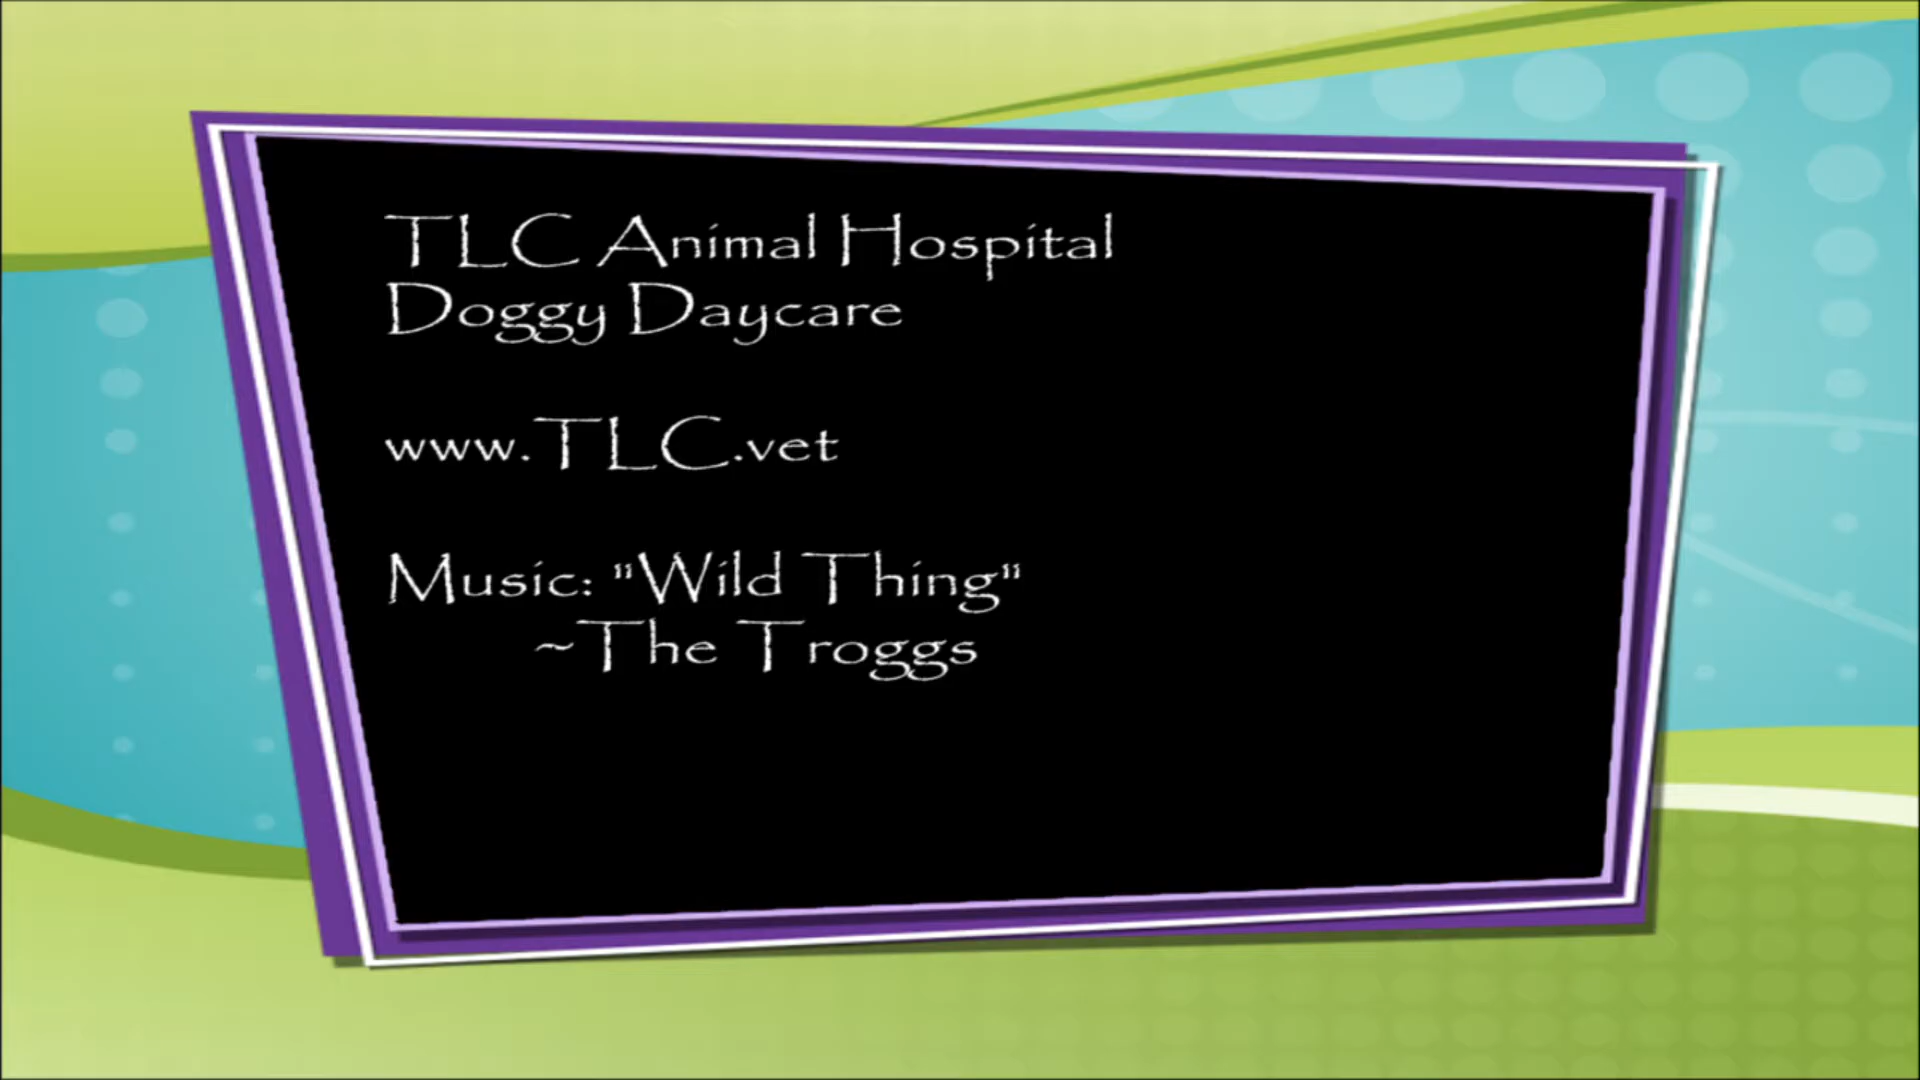 TLC Animal Hospital
Doggy Daycare
www.TLC.vet
Music: "Wild Thing"
~The Troggs